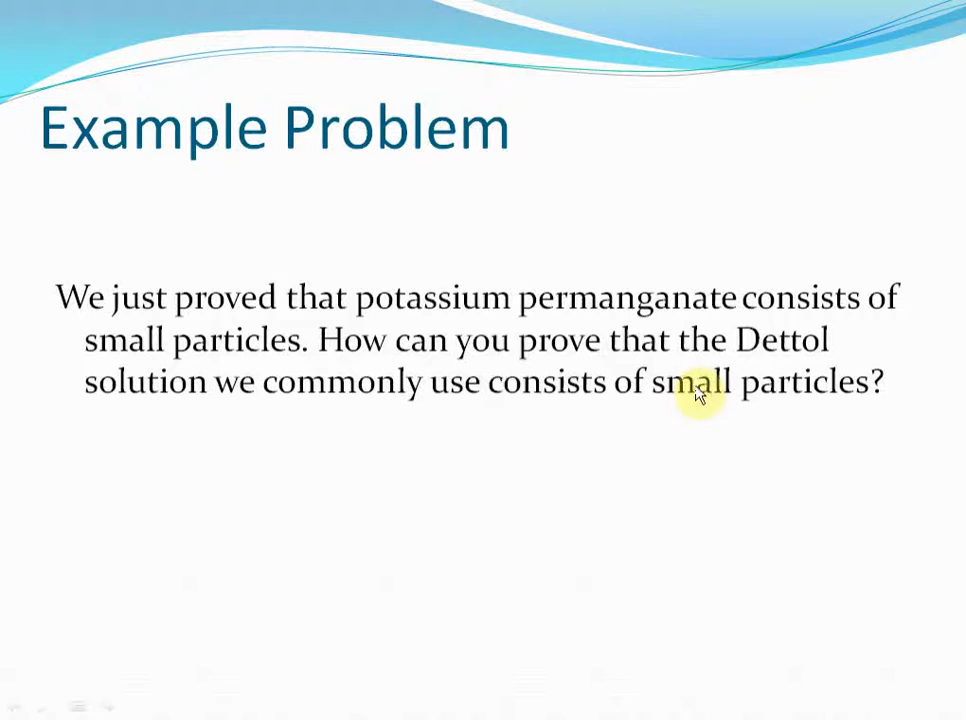 Example Problem
We just proved that potassium permanganate consists of
small particles. How can you prove that the Dettol
solution we commonly use consists of small particles?